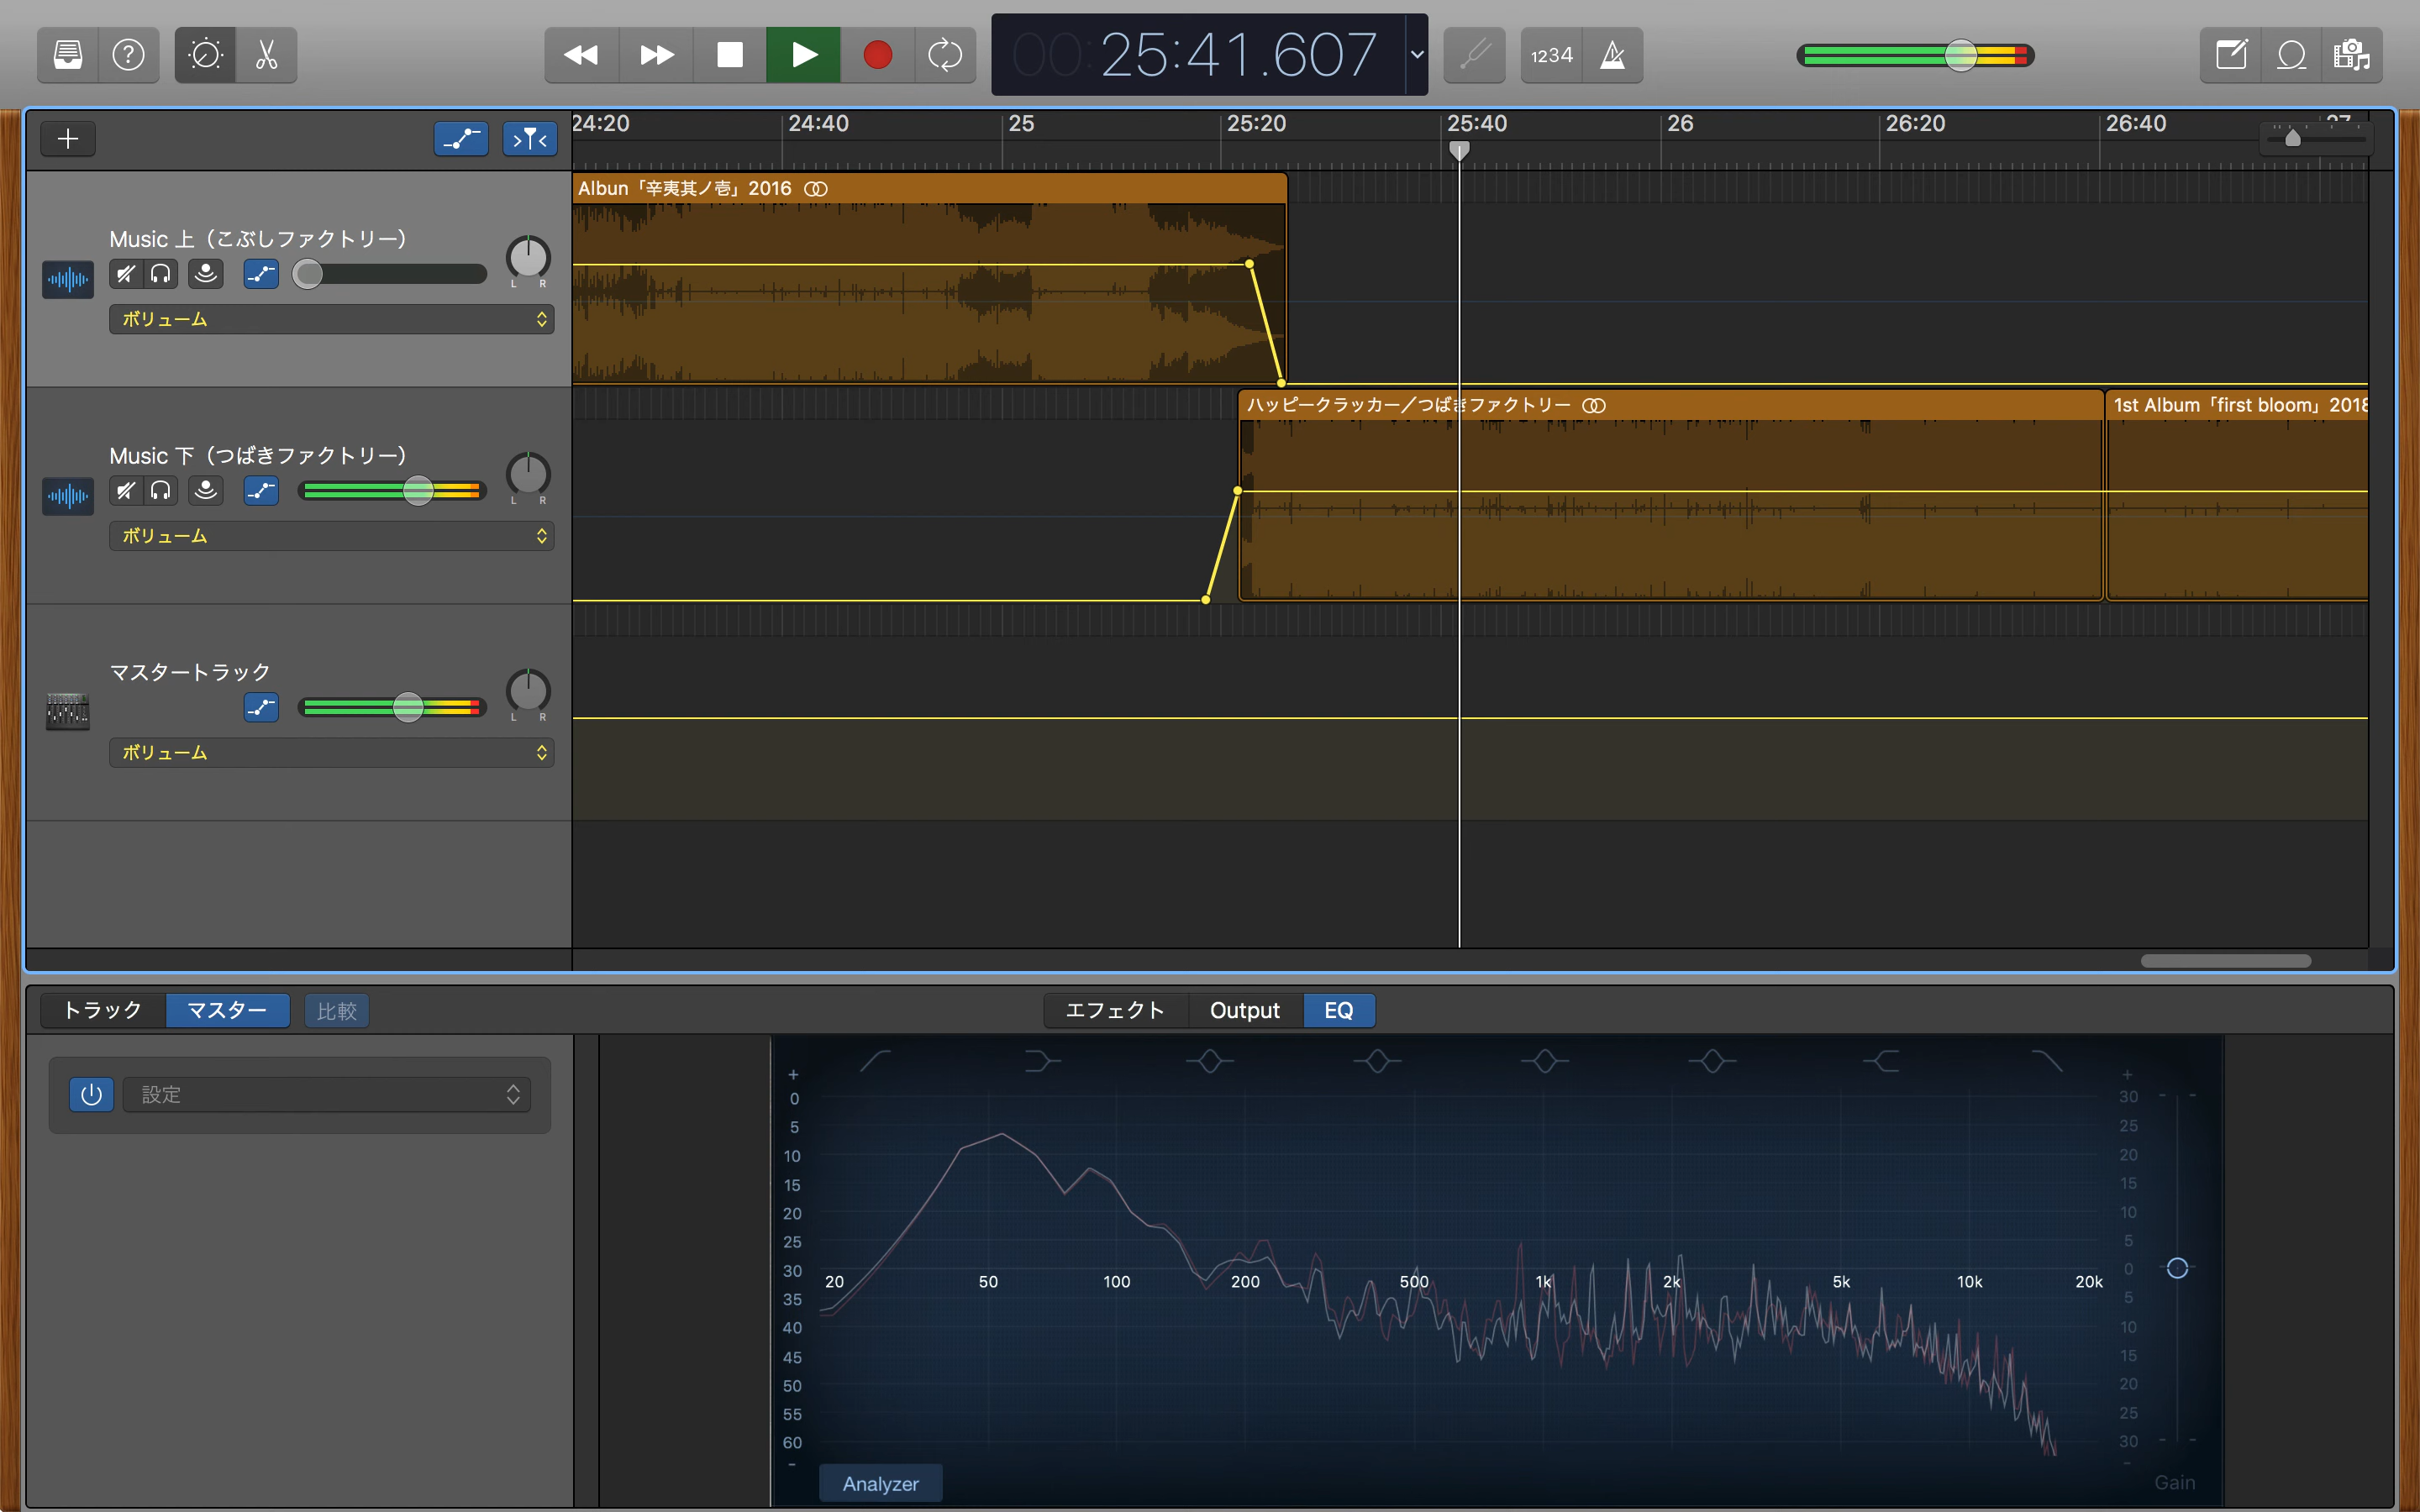 00:25:41.607
1234
24:20 24:40 25 25:20 25:40 26 26:20 26:40 27
Albun「辛夷其ノ壱」2016
Music 上（こぶしファクトリー）
L R
ボリューム
ハッピークラッカー／つばきファクトリー
1st Album「first bloom」2018
Music 下（つばきファクトリー）
L R
ボリューム
マスタートラック
L R
ボリューム
トラック マスター 比較
エフェクト Output EQ
設定
+
0
5
10
15
20
25
30
35
40
45
50
55
60
-
20 50 100 200 500 1k 2k 5k 10k 20k
+
30
25
20
15
10
5
0
5
10
15
20
25
30
-
Analyzer
Gain